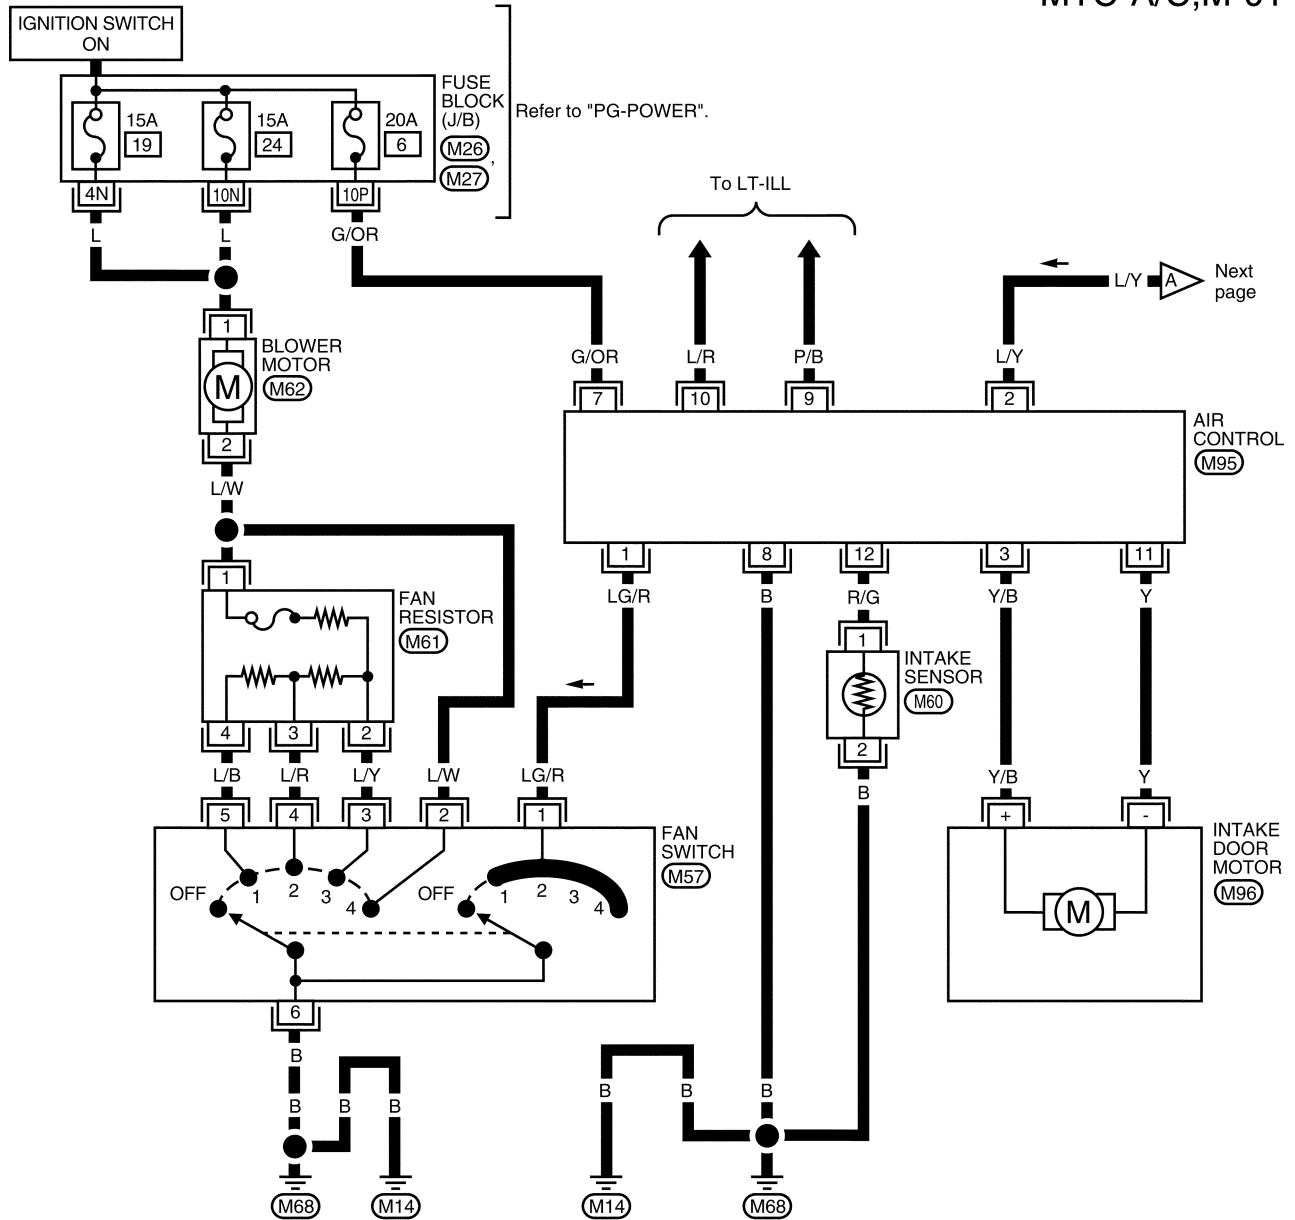 MTC-A/C,M-01
IGNITION SWITCH
ON
FUSE
BLOCK
(J/B)
M26,
M27
Refer to "PG-POWER".
15A
19
15A
24
20A
6
4N
10N
10P
L
L
G/OR
To LT-ILL
L/Y
A
Next
page
1
BLOWER
MOTOR
M62
M
2
L/W
G/OR
L/R
P/B
L/Y
7
10
9
2
AIR
CONTROL
M95
1
8
12
3
11
LG/R
B
R/G
Y/B
Y
1
FAN
RESISTOR
M61
4
3
2
1
INTAKE
SENSOR
M60
2
B
L/B
L/R
L/Y
L/W
LG/R
Y/B
Y
5
4
3
2
1
+
-
FAN
SWITCH
M57
OFF
1
2
3
4
OFF
1
2
3
4
INTAKE
DOOR
MOTOR
M96
M
6
B
B
B
B
B
B
B
M68
M14
M14
M68